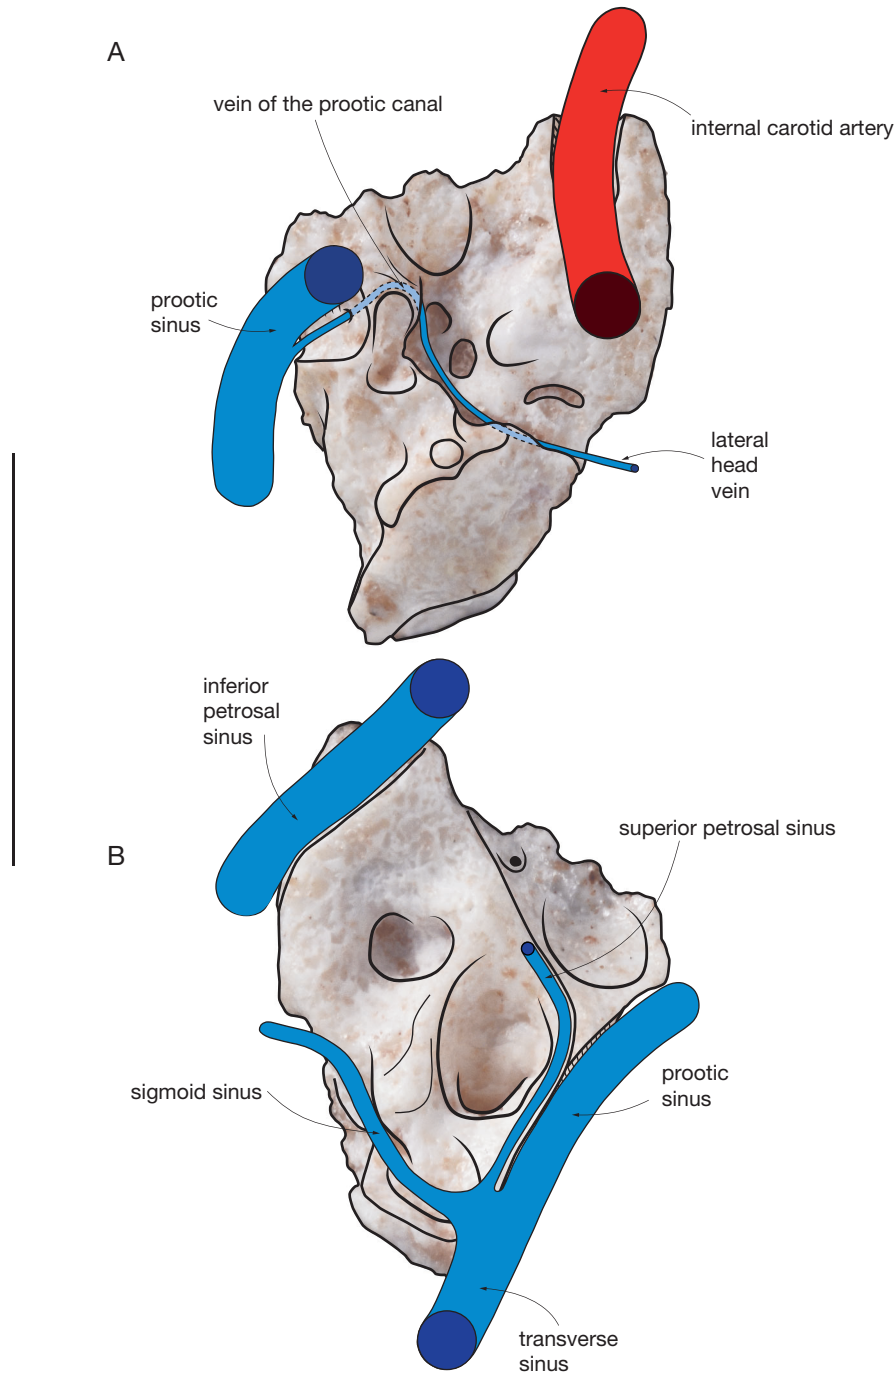 A
vein of the prootic canal
internal carotid artery
prootic
sinus
lateral
head
vein
inferior
petrosal
sinus
B
superior petrosal sinus
sigmoid sinus
prootic
sinus
transverse
sinus